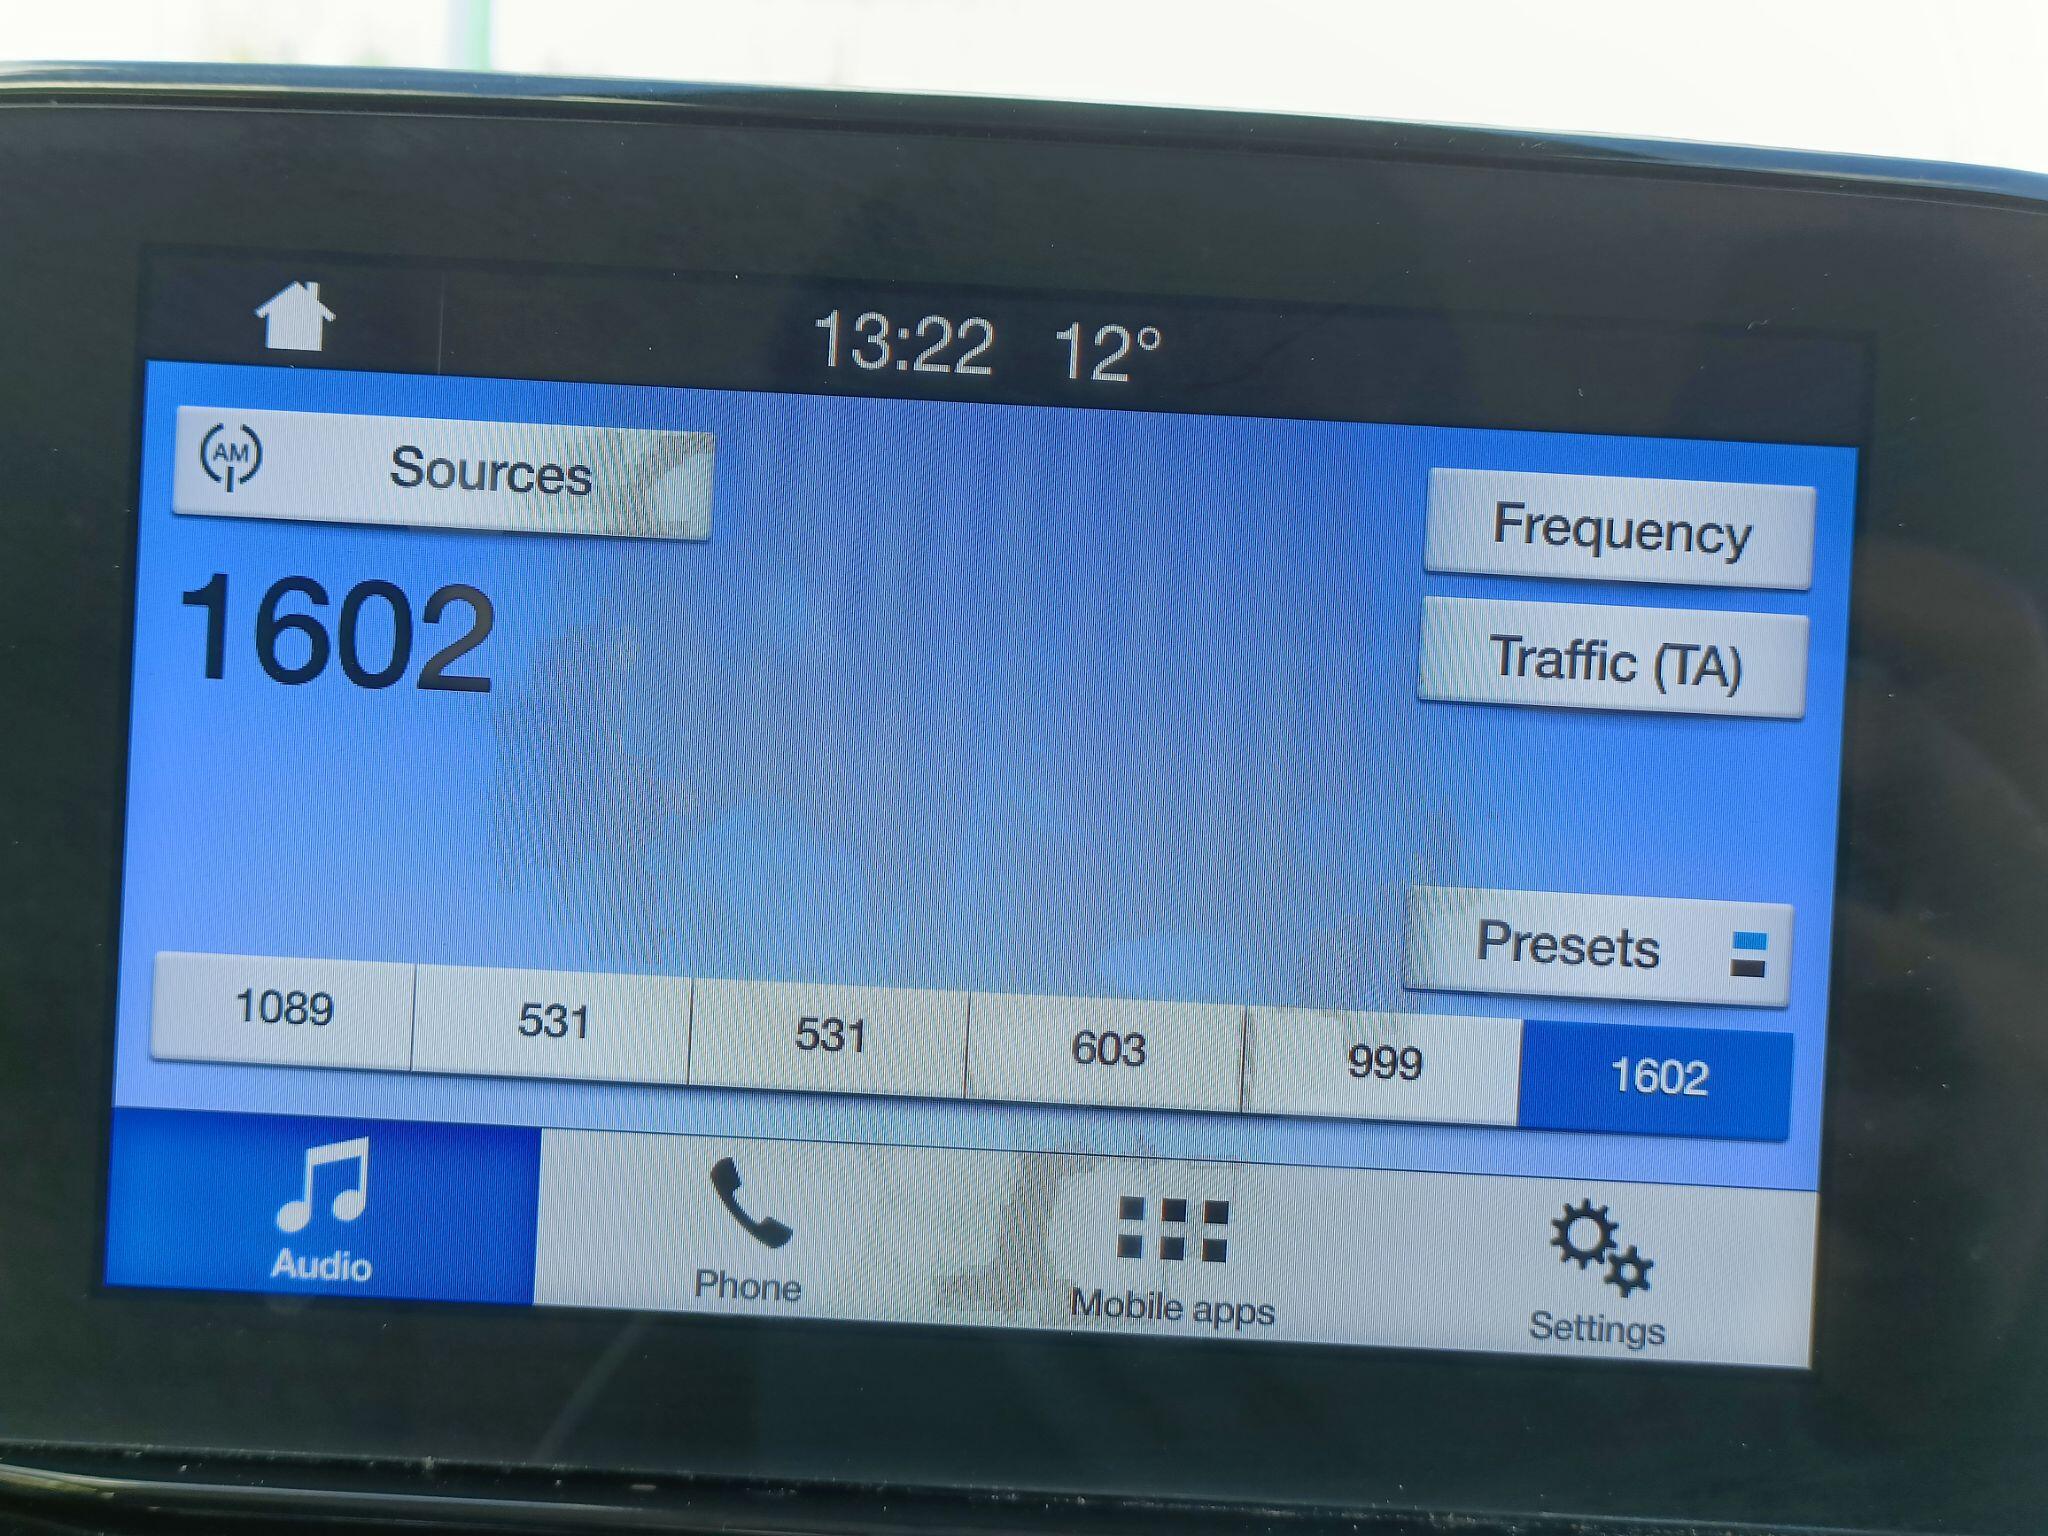 13:22 12°
AM Sources
Frequency
1602
Traffic (TA)
Presets
1089 531 531 603 999 1602
Audio Phone Mobile apps Settings